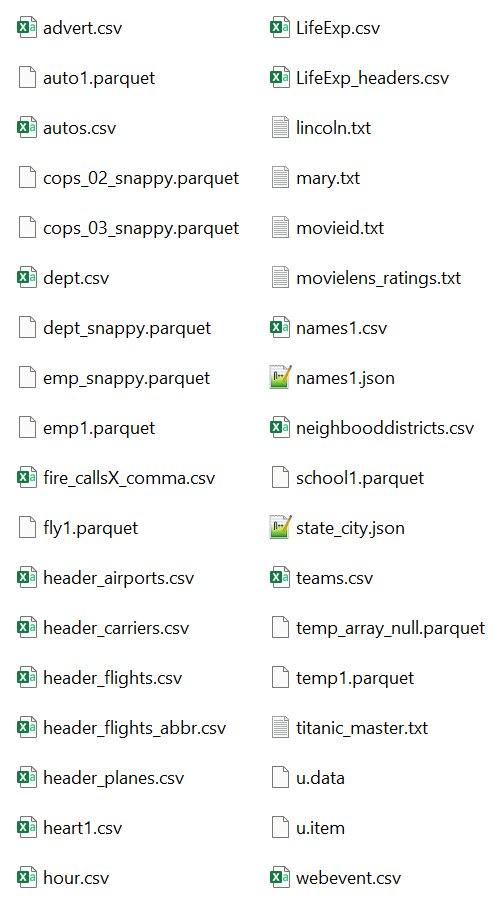 advert.csv
auto1.parquet
autos.csv
cops_02_snappy.parquet
cops_03_snappy.parquet
dept.csv
dept_snappy.parquet
emp_snappy.parquet
emp1.parquet
fire_callsX_comma.csv
fly1.parquet
header_airports.csv
header_carriers.csv
header_flights.csv
header_flights_abbr.csv
header_planes.csv
heart1.csv
hour.csv
LifeExp.csv
LifeExp_headers.csv
lincoln.txt
mary.txt
movieid.txt
movielens_ratings.txt
names1.csv
names1.json
neighbooddistricts.csv
school1.parquet
state_city.json
teams.csv
temp_array_null.parquet
temp1.parquet
titanic_master.txt
u.data
u.item
webevent.csv